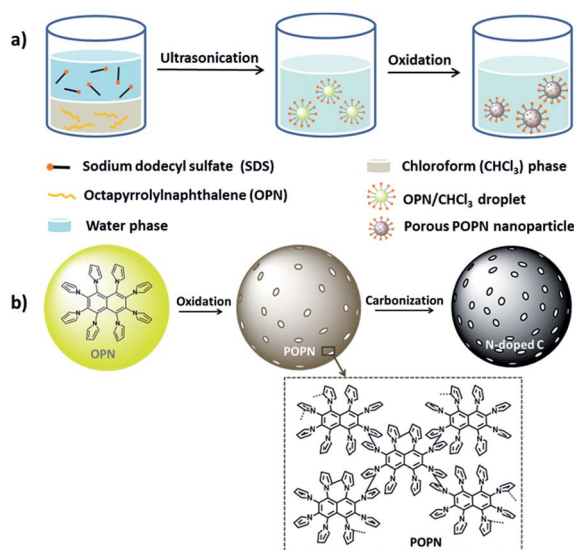 a)
Ultrasonication
Oxidation
Sodium dodecyl sulfate (SDS)
Octapyrrolylnaphthalene (OPN)
Water phase
Chloroform (CHCl₃) phase
OPN/CHCl₃ droplet
Porous POPN nanoparticle
b)
OPN
Oxidation
POPN
Carbonization
N-doped C
POPN